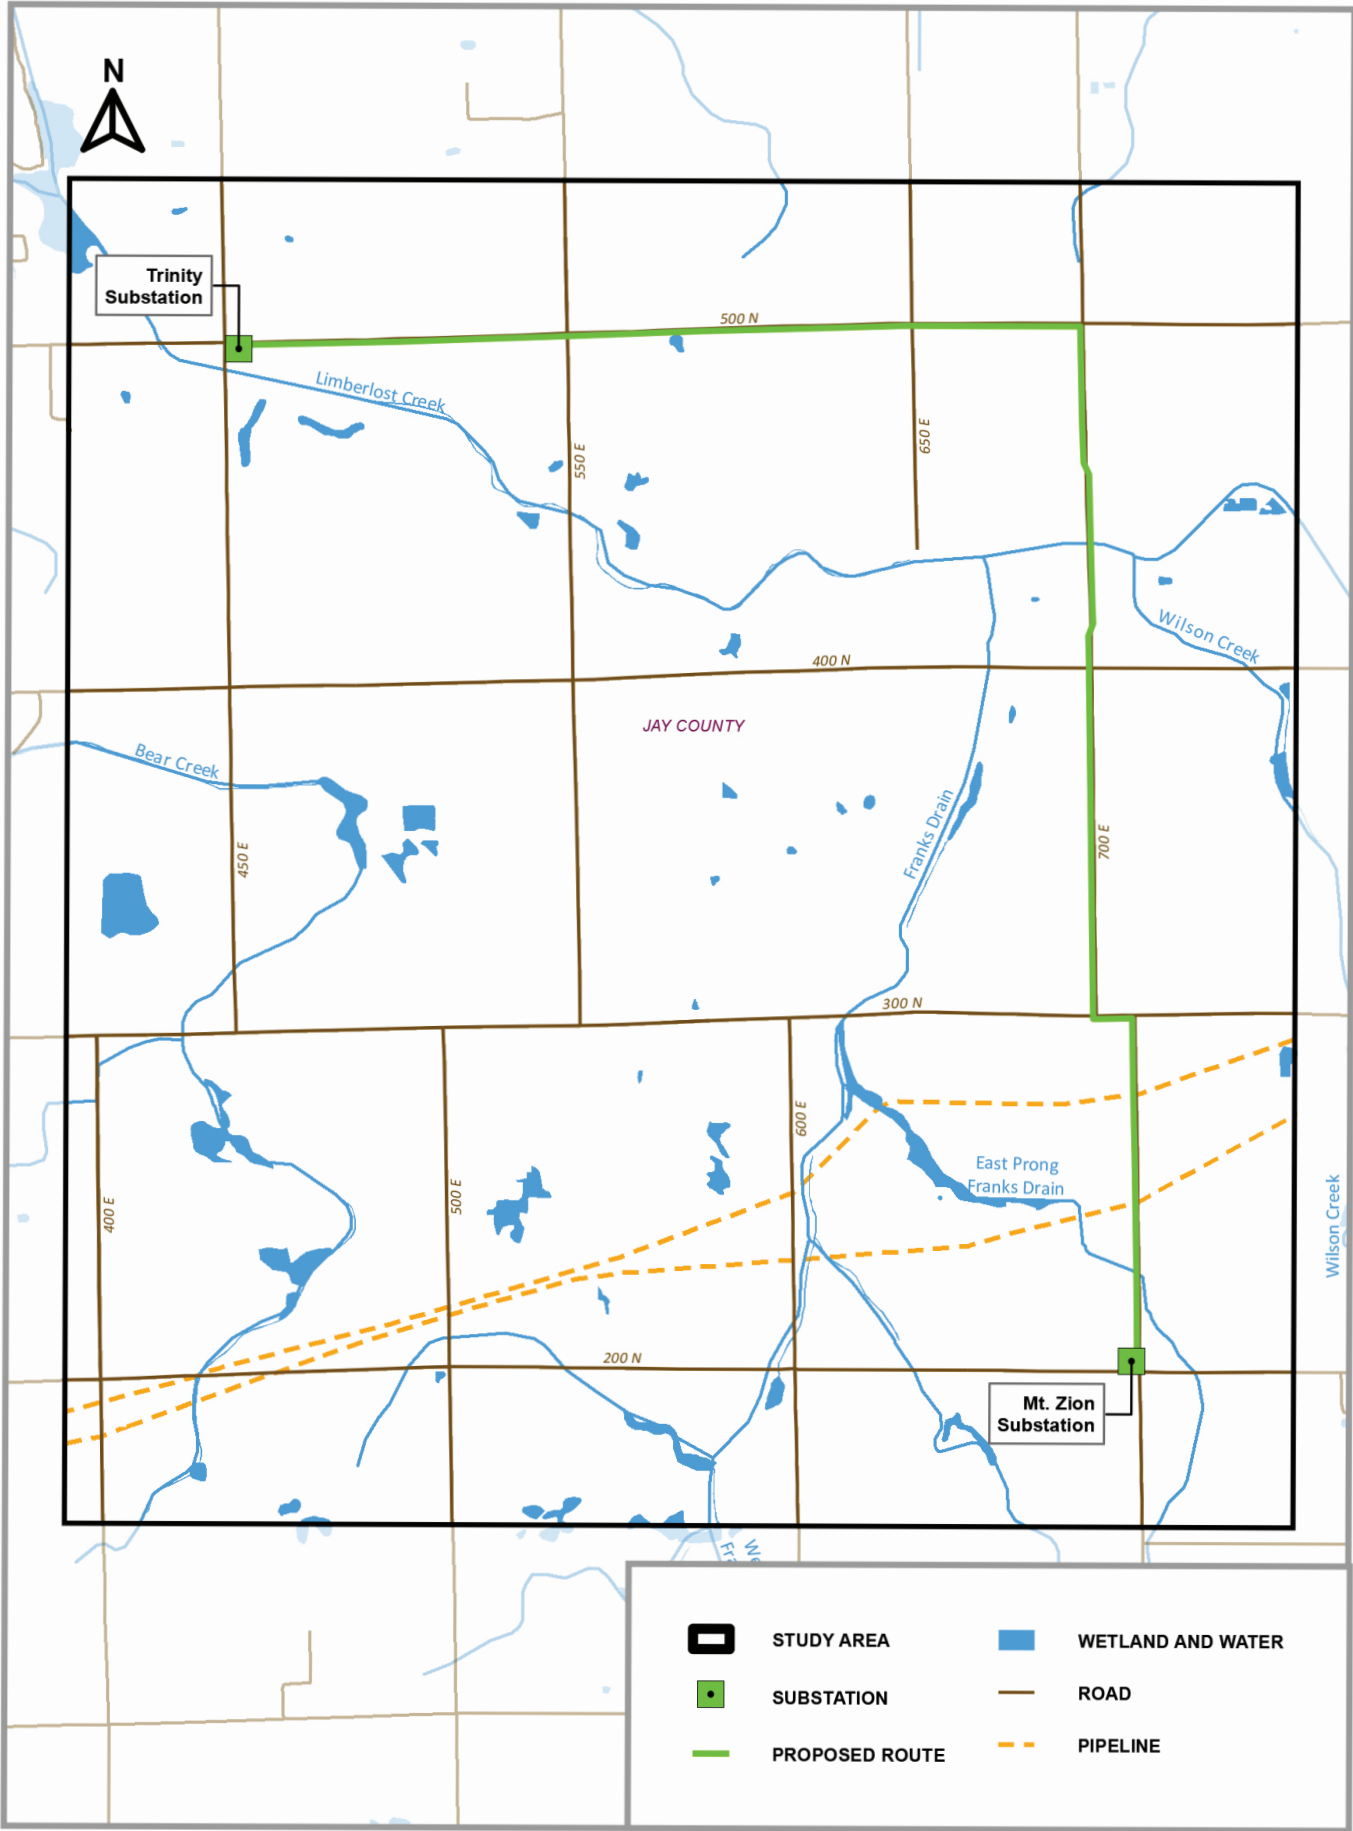 N
Trinity
Substation
500 N
Limberlost Creek
550 E
650 E
Wilson Creek
400 N
JAY COUNTY
Bear Creek
450 E
Franks Drain
700 E
300 N
600 E
East Prong
Franks Drain
400 E
500 E
Wilson Creek
200 N
Mt. Zion
Substation
We
Fra
STUDY AREA
WETLAND AND WATER
SUBSTATION
ROAD
PROPOSED ROUTE
PIPELINE